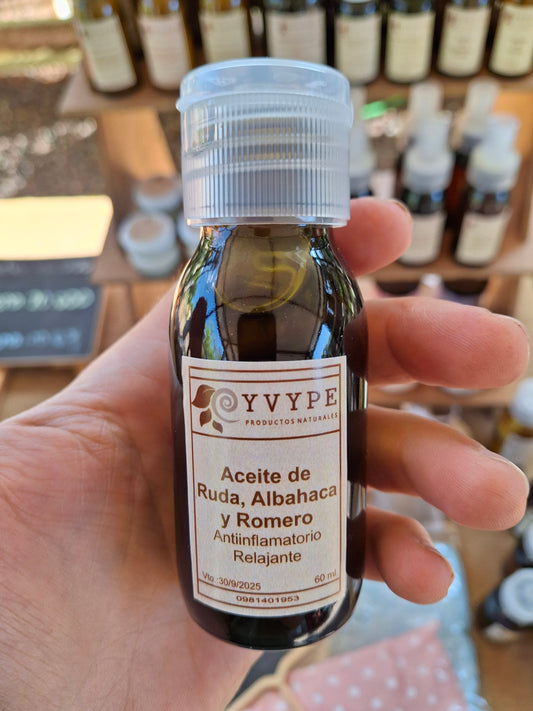 YVYPE
PRODUCTOS NATURALES
Aceite de
Ruda, Albahaca
y Romero
Antiinflamatorio
Relajante
Vto :30/9/2025 60 ml
0981401953